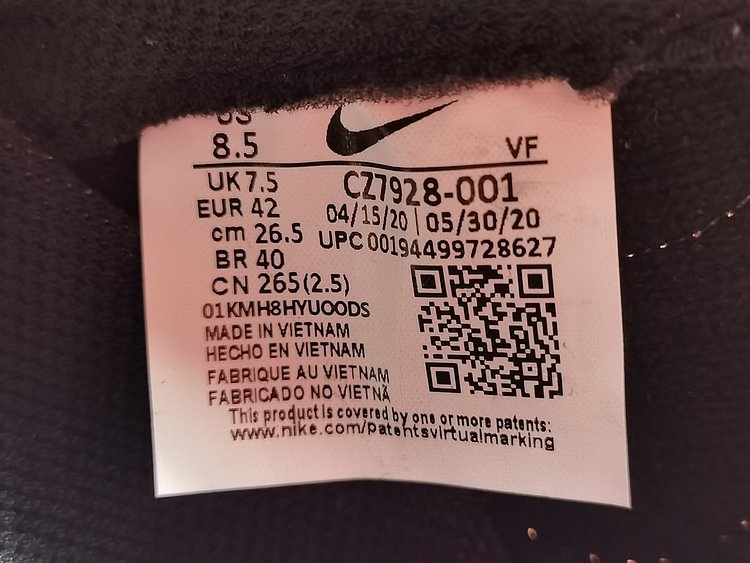 US
8.5 VF
UK 7.5 CZ7928-001
EUR 42 04/15/20 | 05/30/20
cm 26.5 UPC 00194499728627
BR 40
CN 265(2.5)
01KMH8HYUOODS
MADE IN VIETNAM
HECHO EN VIETNAM
FABRIQUE AU VIETNAM
FABRICADO NO VIETNÃ
This product is covered by one or more patents:
www.nike.com/patentsvirtualmarking